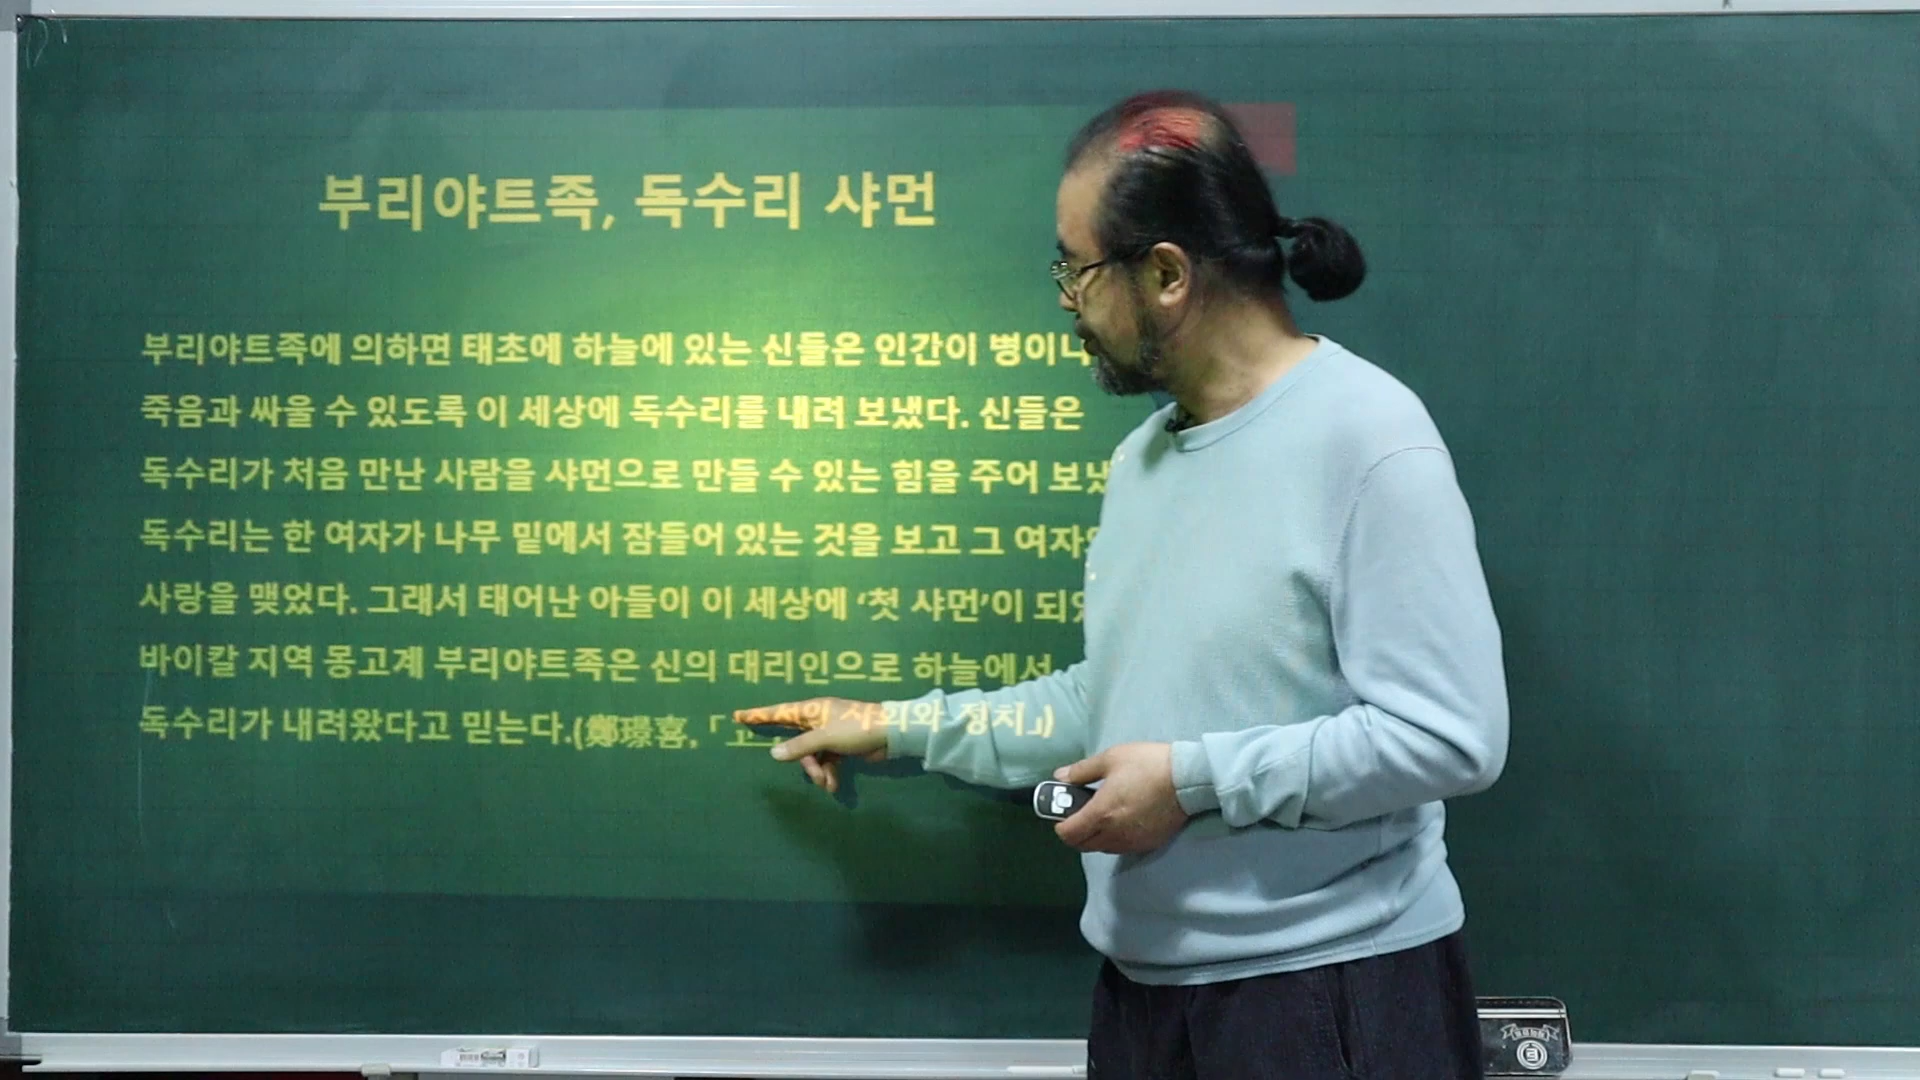 부리야트족, 독수리 샤먼
부리야트족에 의하면 태초에 하늘에 있는 신들은 인간이 병이나
죽음과 싸울 수 있도록 이 세상에 독수리를 내려 보냈다. 신들은
독수리가 처음 만난 사람을 샤먼으로 만들 수 있는 힘을 주어
독수리는 한 여자가 나무 밑에서 잠들어 있는 것을 보고 그
사랑을 맺었다. 그래서 태어난 아들이 이 세상에 ‘첫 샤먼’이
바이칼 지역 몽고계 부리야트족은 신의 대리인으로 하늘에서
독수리가 내려왔다고 믿는다.(鄭璟喜, 「 사회와 정치」)